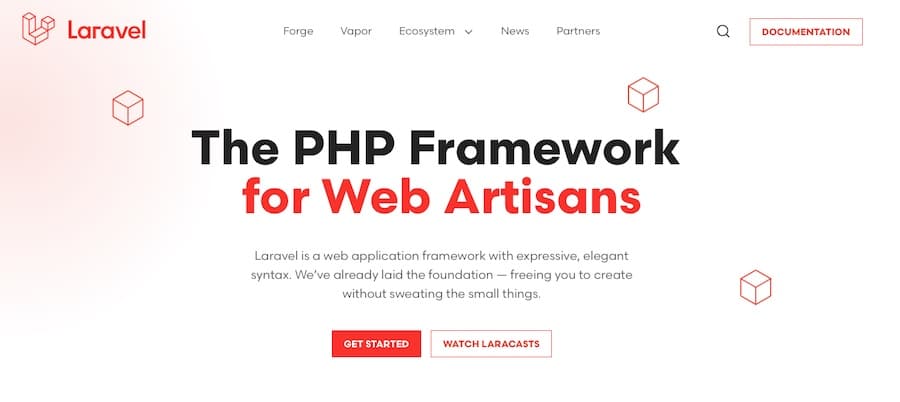 Laravel
Forge Vapor Ecosystem News Partners
DOCUMENTATION
The PHP Framework
for Web Artisans
Laravel is a web application framework with expressive, elegant
syntax. We’ve already laid the foundation — freeing you to create
without sweating the small things.
GET STARTED
WATCH LARACASTS